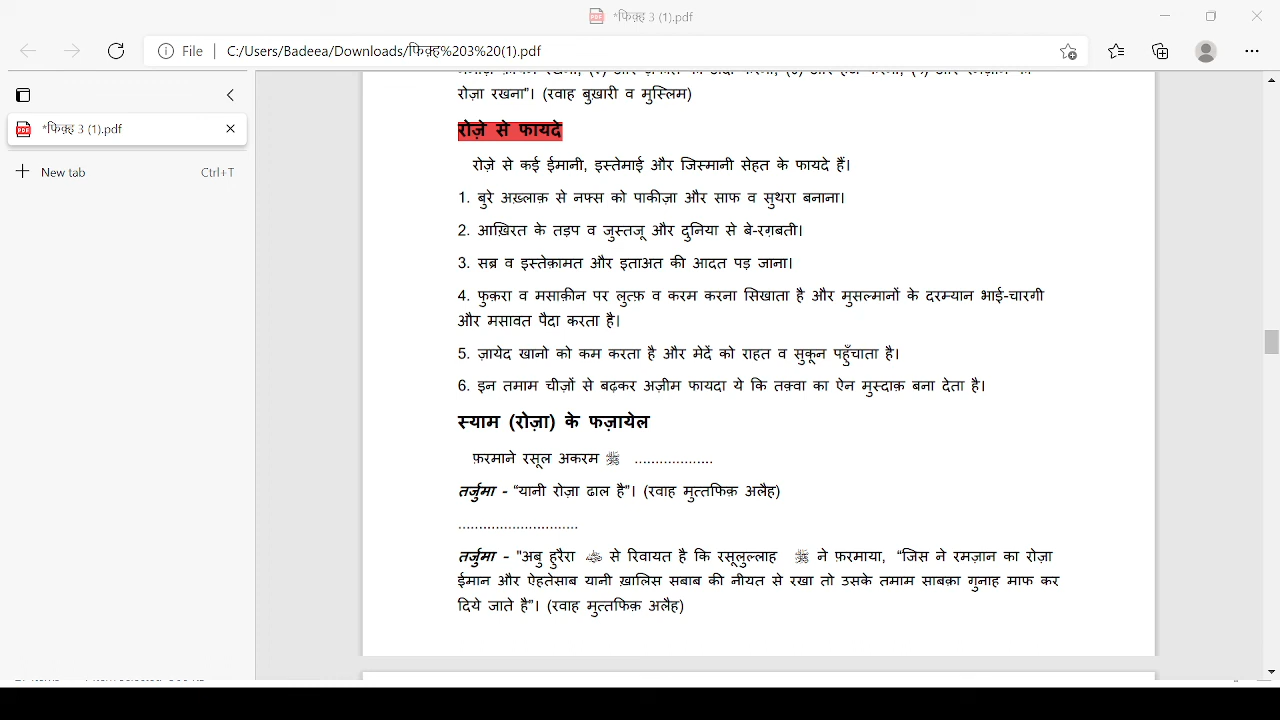 *फिक़्ह 3 (1).pdf
File | C:/Users/Badeea/Downloads/फिक़्ह%203%20(1).pdf
*फिक़्ह 3 (1).pdf
New tab Ctrl+T
रोज़ा रखना”। (रवाह बुख़ारी व मुस्लिम)
रोज़े से फायदे
रोज़े से कई ईमानी, इस्तेमाई और जिस्मानी सेहत के फायदे हैं।
1. बुरे अख़्लाक़ से नफ्स को पाकीज़ा और साफ व सुथरा बनाना।
2. आख़िरत के तड़प व जुस्तजू और दुनिया से बे-रग़बती।
3. सब्र व इस्तेक़ामत और इताअत की आदत पड़ जाना।
4. फुक़रा व मसाक़ीन पर लुत्फ़ व करम करना सिखाता है और मुसल्मानों के दरम्यान भाई-चारगी
और मसावत पैदा करता है।
5. ज़ायेद खानो को कम करता है और मेदें को राहत व सुकून पहुँचाता है।
6. इन तमाम चीज़ों से बढ़कर अज़ीम फायदा ये कि तक़्वा का ऐन मुस्दाक़ बना देता है।
स्याम (रोज़ा) के फज़ायेल
फ़रमाने रसूल अकरम ﷺ ...................
तर्जुमा - “यानी रोज़ा ढाल है”। (रवाह मुत्तफिक़ अलैह)
.............................
तर्जुमा - "अबु हुरैरा से रिवायत है कि रसूलुल्लाह ﷺ ने फ़रमाया, “जिस ने रमज़ान का रोज़ा
ईमान और ऐहतेसाब यानी ख़ालिस सबाब की नीयत से रखा तो उसके तमाम साबक़ा गुनाह माफ कर
दिये जाते है”। (रवाह मुत्तफिक़ अलैह)